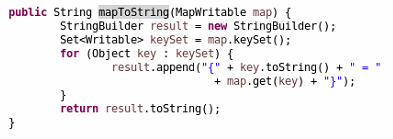 public String mapToString(MapWritable map) {
StringBuilder result = new StringBuilder();
Set<Writable> keySet = map.keySet();
for (Object key : keySet) {
result.append("{" + key.toString() + " = "
+ map.get(key) + "}");
}
return result.toString();
}